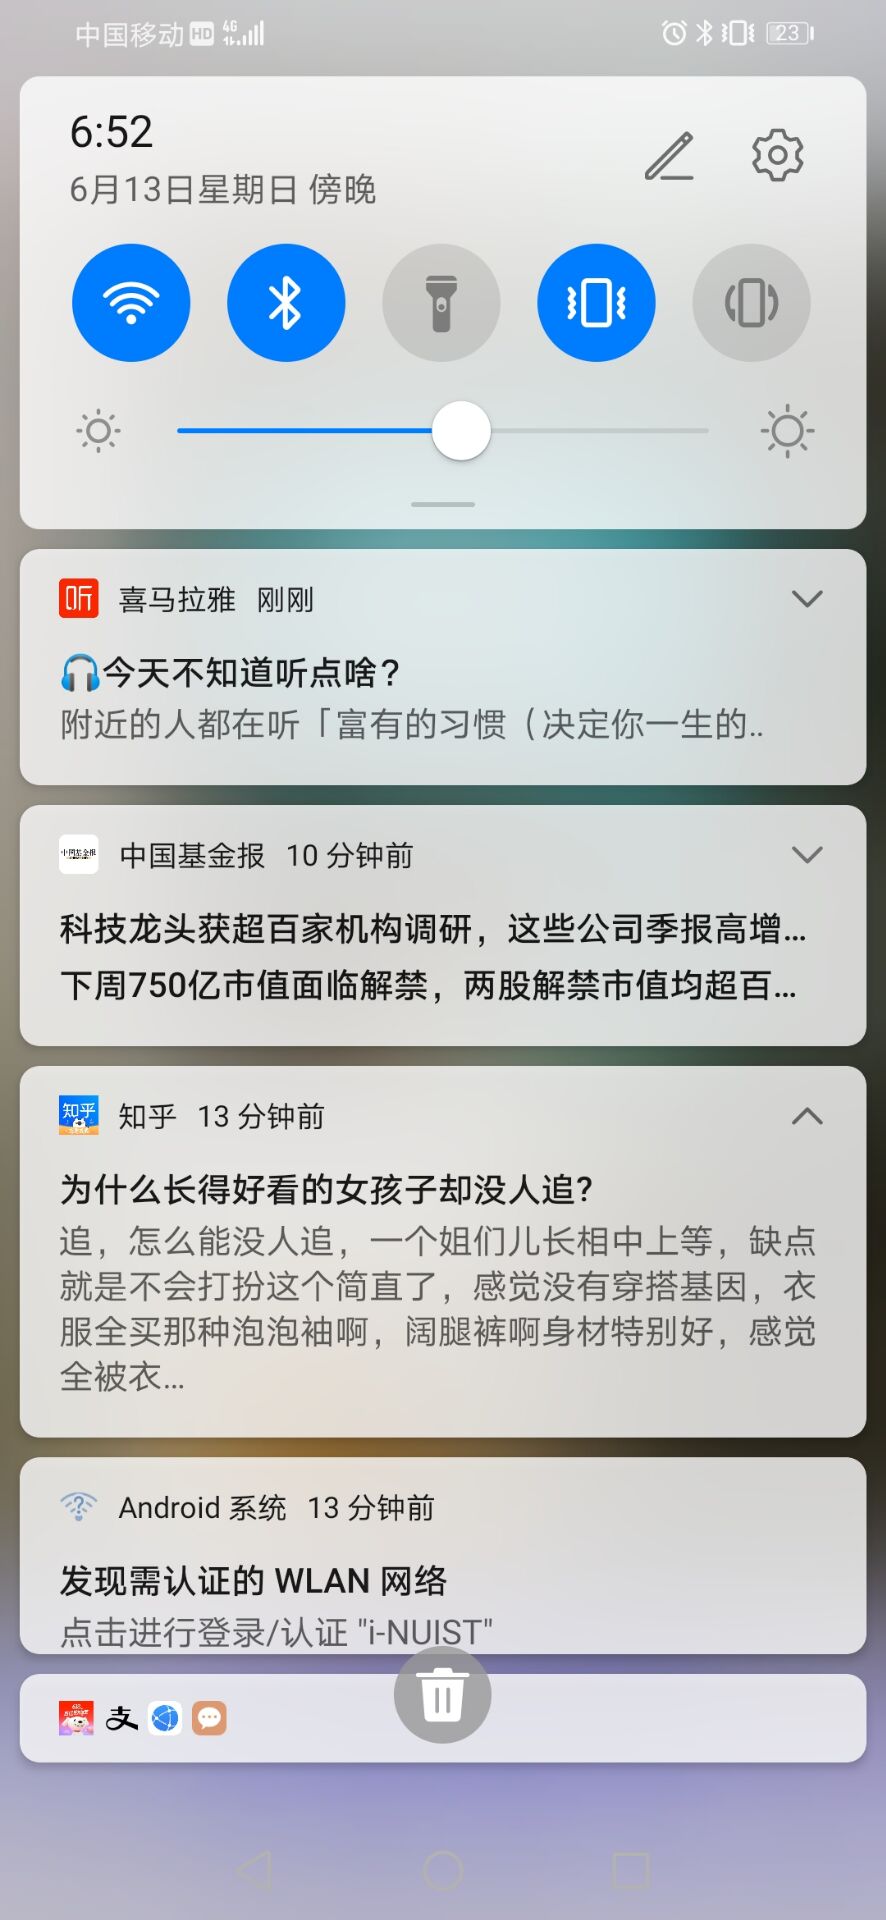 中国移动 HD 4G 23
6:52
6月13日星期日 傍晚
听 喜马拉雅 刚刚
今天不知道听点啥？
附近的人都在听「富有的习惯（决定你一生的..
中国基金报 中国基金报 10 分钟前
科技龙头获超百家机构调研，这些公司季报高增...
下周750亿市值面临解禁，两股解禁市值均超百...
知乎 知乎 13 分钟前
为什么长得好看的女孩子却没人追?
追，怎么能没人追，一个姐们儿长相中上等，缺点
就是不会打扮这个简直了，感觉没有穿搭基因，衣
服全买那种泡泡袖啊，阔腿裤啊身材特别好，感觉
全被衣...
Android 系统 13 分钟前
发现需认证的 WLAN 网络
点击进行登录/认证 "i-NUIST"
支